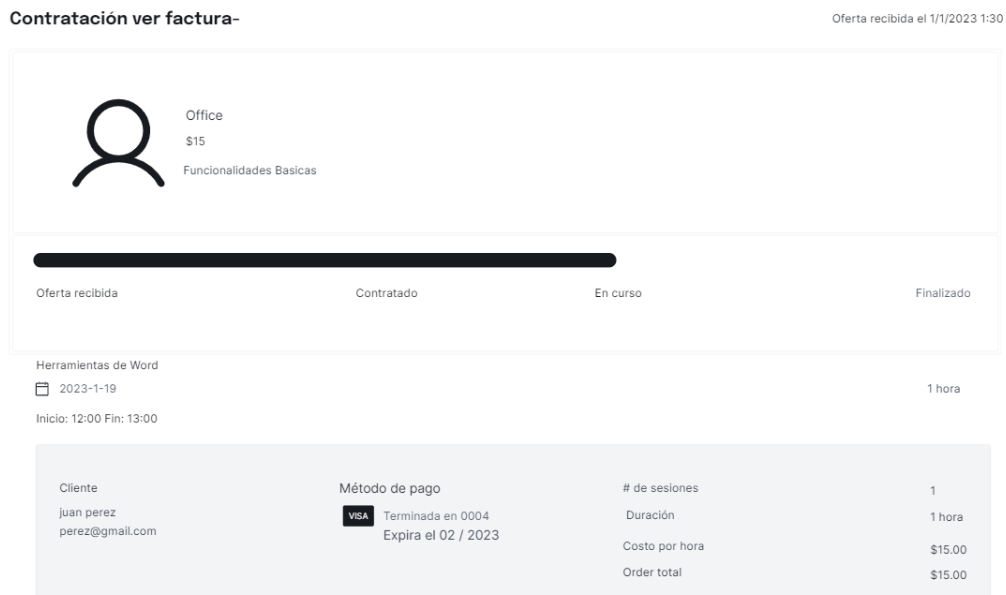 Contratación ver factura-
Oferta recibida el 1/1/2023 1:30
Office
$15
Funcionalidades Basicas
Oferta recibida Contratado En curso Finalizado
Herramientas de Word
2023-1-19 1 hora
Inicio: 12:00 Fin: 13:00
Cliente
juan perez
perez@gmail.com
Método de pago
VISA Terminada en 0004
Expira el 02 / 2023
# de sesiones 1
Duración 1 hora
Costo por hora $15.00
Order total $15.00